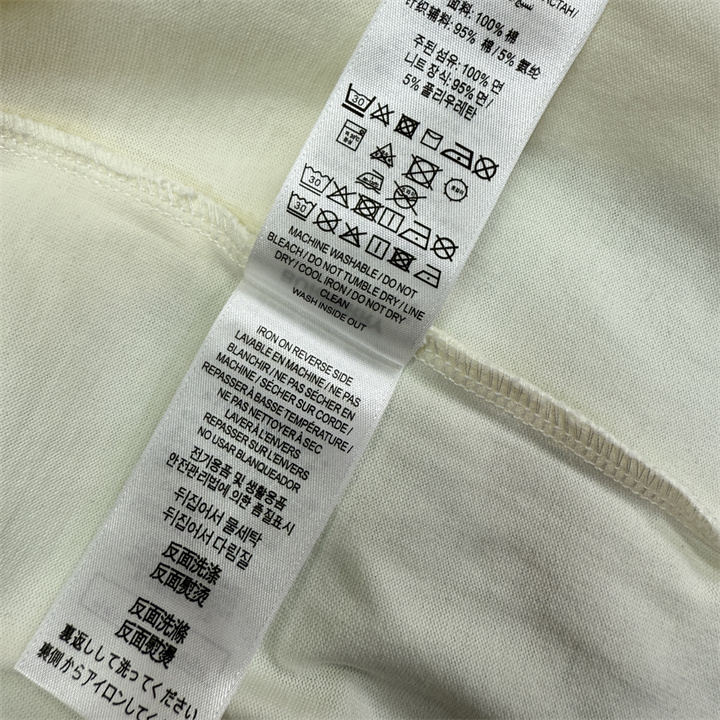 面料: 100% 棉
针织辅料: 95% 棉 / 5% 氨纶
주된 섬유: 100% 면
니트 장식: 95% 면 /
5% 폴리우레탄
30
30
30
MACHINE WASHABLE / DO NOT
BLEACH / DO NOT TUMBLE DRY / LINE
DRY / COOL IRON / DO NOT DRY
CLEAN
WASH INSIDE OUT
IRON ON REVERSE SIDE
LAVABLE EN MACHINE / NE PAS
BLANCHIR / NE PAS SÉCHER EN
MACHINE / SÉCHER SUR CORDE /
REPASSER À BASSE TEMPÉRATURE /
NE PAS NETTOYER À SEC
LAVER À L'ENVERS
REPASSER SUR L'ENVERS
NO USAR BLANQUEADOR
전기용품 및 생활용품
안전관리법에 의한 품질표시
뒤집어서 물세탁
뒤집어서 다림질
反面洗涤
反面熨烫
反面洗滌
反面熨燙
裏返しして洗ってください
裏側からアイロンしてく